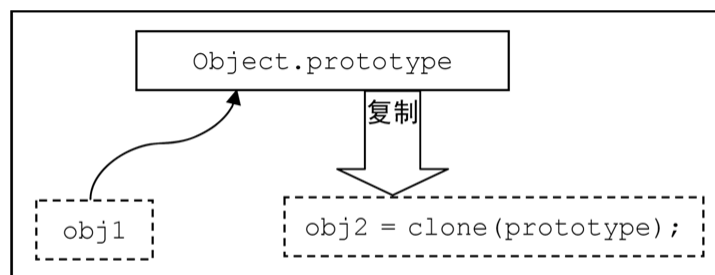 Object.prototype
复制
obj1
obj2 = clone(prototype);